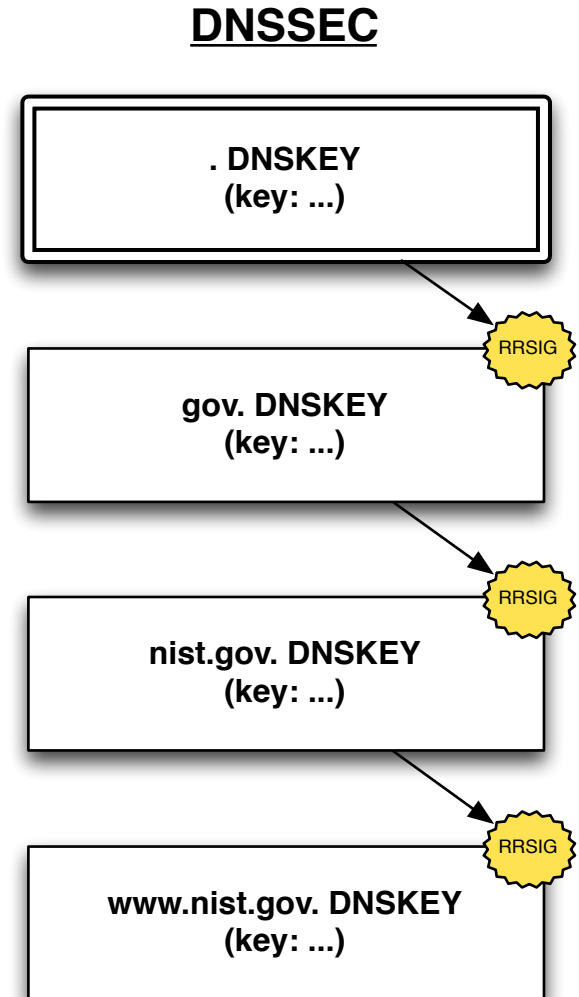 DNSSEC
. DNSKEY
(key: ...)
RRSIG
gov. DNSKEY
(key: ...)
RRSIG
nist.gov. DNSKEY
(key: ...)
RRSIG
www.nist.gov. DNSKEY
(key: ...)